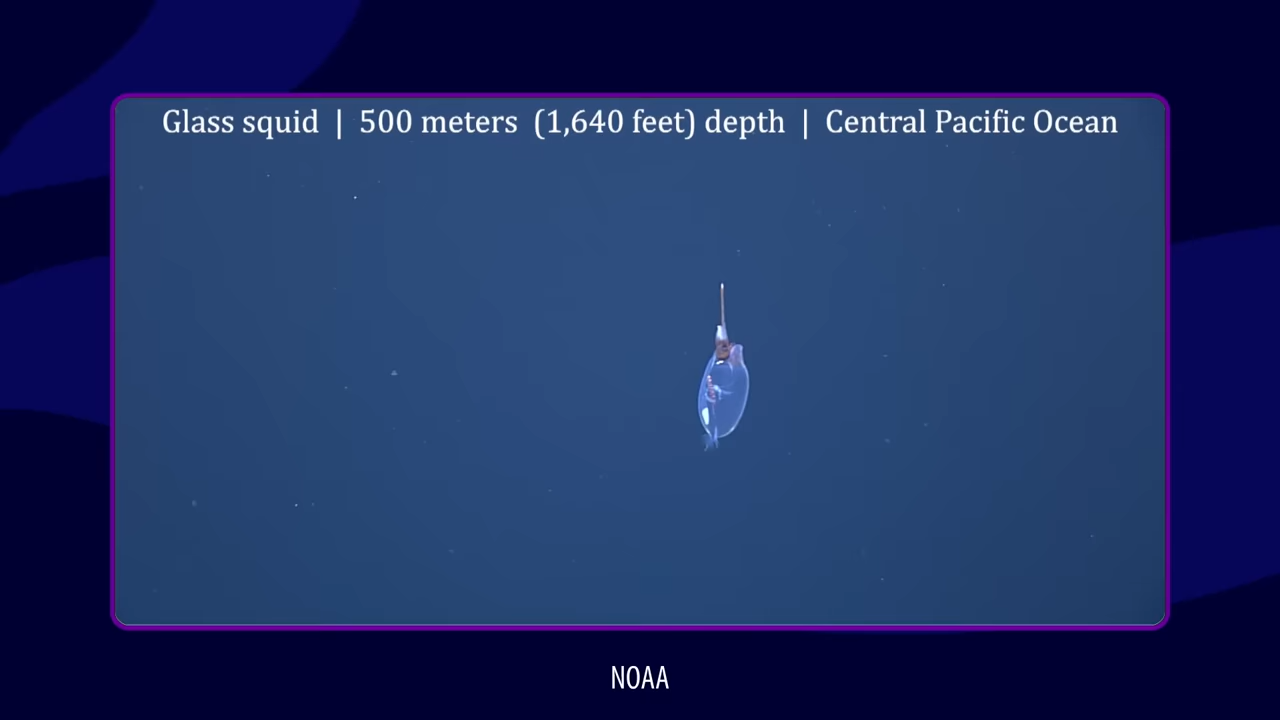 Glass squid | 500 meters (1,640 feet) depth | Central Pacific Ocean
NOAA